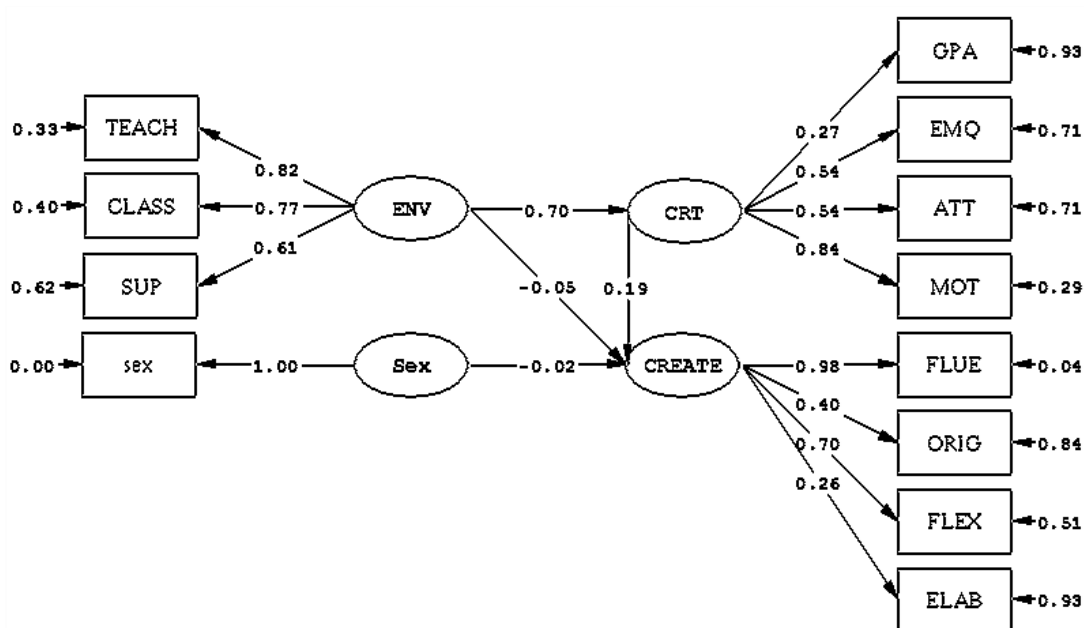 GPA
0.93
0.27
TEACH
0.33
EMQ
0.71
0.82
0.54
CLASS
0.40
ENV
0.70
CRT
0.54
ATT
0.71
0.77
0.61
0.84
SUP
0.62
-0.05
0.19
MOT
0.29
sex
0.00
1.00
Sex
-0.02
CREATE
0.98
FLUE
0.04
0.40
ORIG
0.84
0.70
0.26
FLEX
0.51
ELAB
0.93